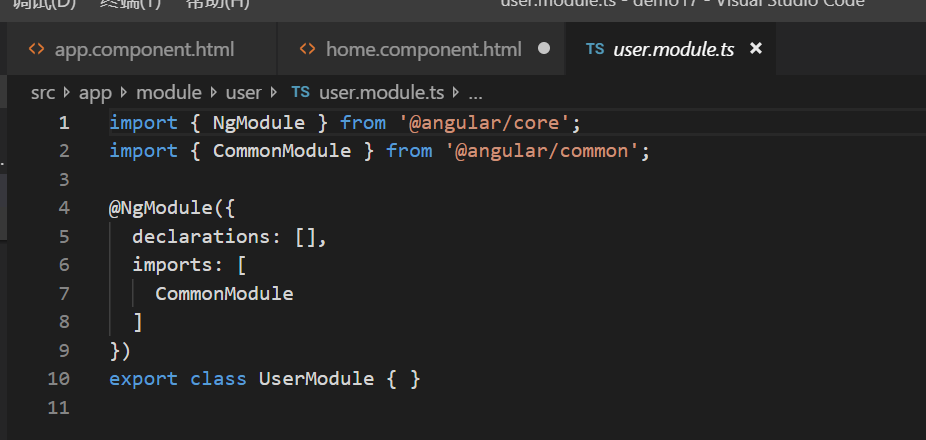 调试(D) 终端(T) 帮助(H) user.module.ts - demo17 - Visual Studio Code
<> app.component.html <> home.component.html TS user.module.ts ×
src > app > module > user > TS user.module.ts > ...
1 import { NgModule } from '@angular/core';
2 import { CommonModule } from '@angular/common';
3
4 @NgModule({
5 declarations: [],
6 imports: [
7 CommonModule
8 ]
9 })
10 export class UserModule { }
11